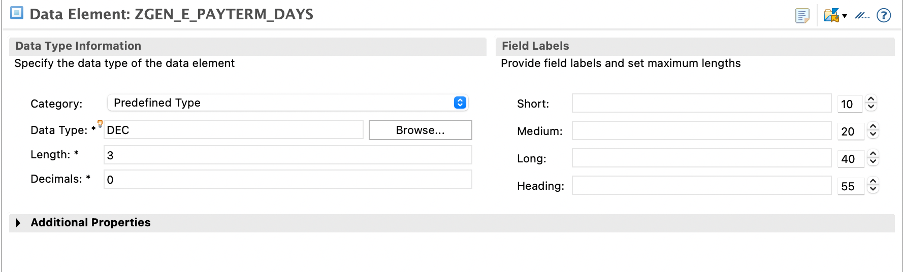 Data Element: ZGEN_E_PAYTERM_DAYS
Data Type Information
Specify the data type of the data element
Category: Predefined Type
Data Type: * DEC Browse...
Length: * 3
Decimals: * 0
Field Labels
Provide field labels and set maximum lengths
Short: 10
Medium: 20
Long: 40
Heading: 55
Additional Properties